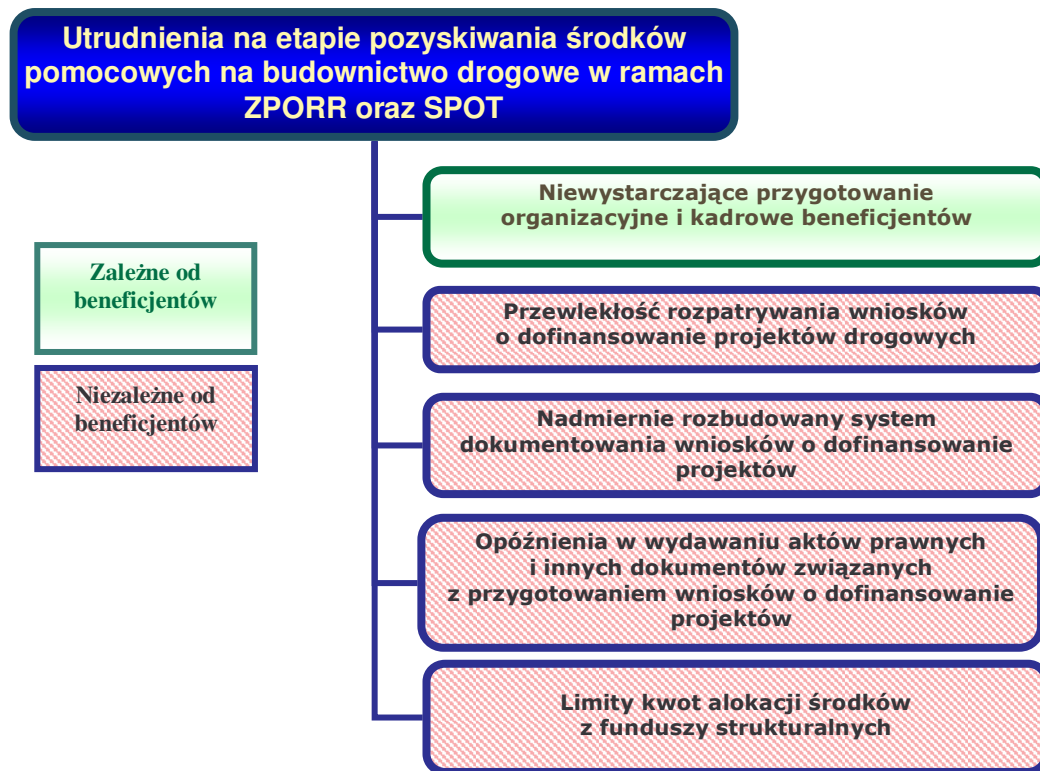 Utrudnienia na etapie pozyskiwania środków
pomocowych na budownictwo drogowe w ramach
ZPORR oraz SPOT
Niewystarczające przygotowanie
organizacyjne i kadrowe beneficjentów
Zależne od
beneficjentów
Niezależne od
beneficjentów
Przewlekłość rozpatrywania wniosków
o dofinansowanie projektów drogowych
Nadmiernie rozbudowany system
dokumentowania wniosków o dofinansowanie
projektów
Opóźnienia w wydawaniu aktów prawnych
i innych dokumentów związanych
z przygotowaniem wniosków o dofinansowanie
projektów
Limity kwot alokacji środków
z funduszy strukturalnych